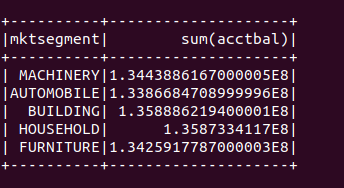 +----------+--------------------+
|mktsegment|        sum(acctbal)|
+----------+--------------------+
| MACHINERY|1.3443886167000005E8|
|AUTOMOBILE|1.3386684708999996E8|
|  BUILDING| 1.358886219400001E8|
| HOUSEHOLD|     1.3587334117E8|
| FURNITURE|1.3425917787000003E8|
+----------+--------------------+